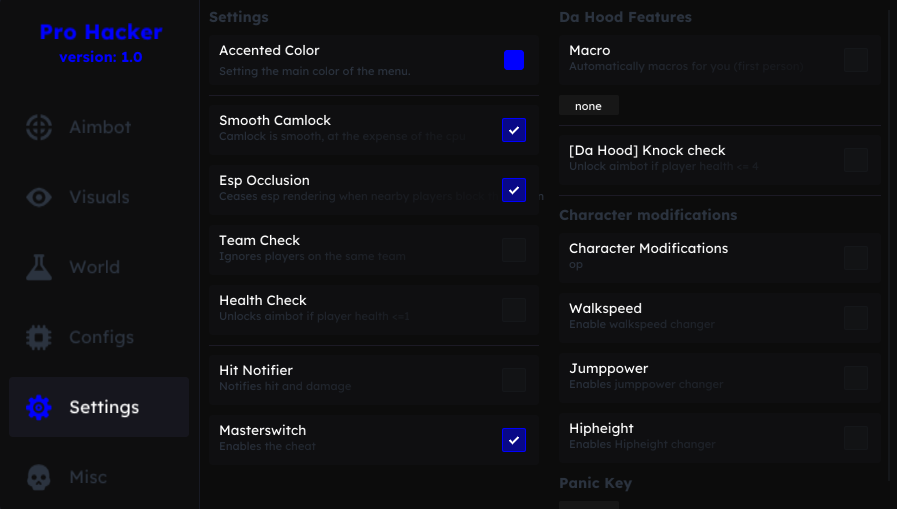 Pro Hacker
version: 1.0
Aimbot
Visuals
World
Configs
Settings
Misc
Settings
Accented Color
Setting the main color of the menu.
Smooth Camlock
Camlock is smooth, at the expense of the cpu
Esp Occlusion
Ceases esp rendering when nearby players block
Team Check
Ignores players on the same team
Health Check
Unlocks aimbot if player health <=1
Hit Notifier
Notifies hit and damage
Masterswitch
Enables the cheat
Da Hood Features
Macro
Automatically macros for you (first person)
none
[Da Hood] Knock check
Unlock aimbot if player health <= 4
Character modifications
Character Modifications
op
Walkspeed
Enable walkspeed changer
Jumppower
Enables jumppower changer
Hipheight
Enables Hipheight changer
Panic Key